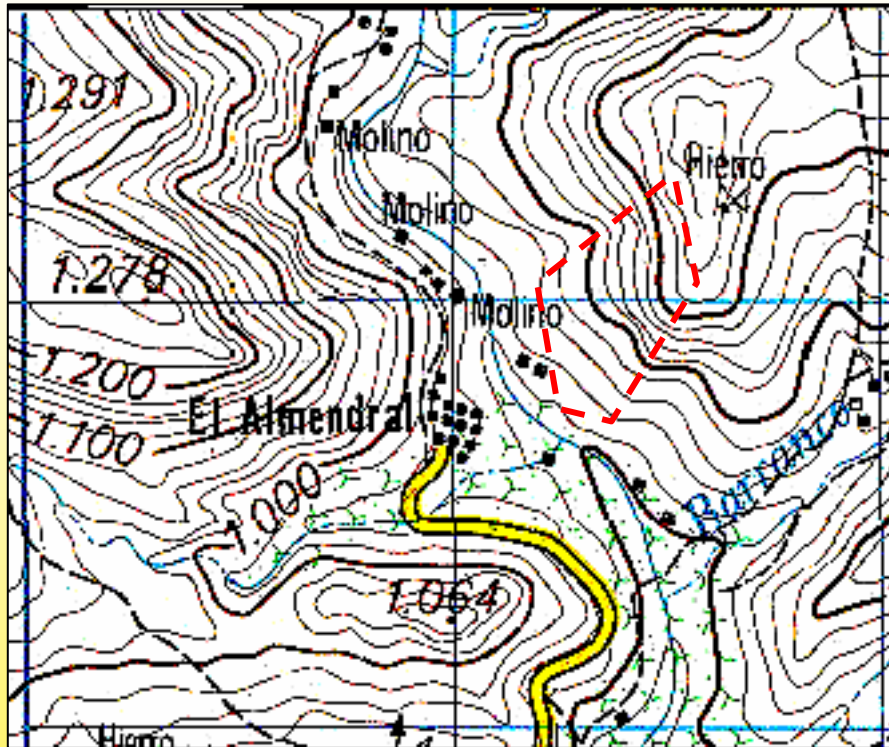 1.291
Molino
Hierro
Molino
1.278
Molino
1.200
El Almendral
1.100
Barranco
1.000
1.064
Hierro